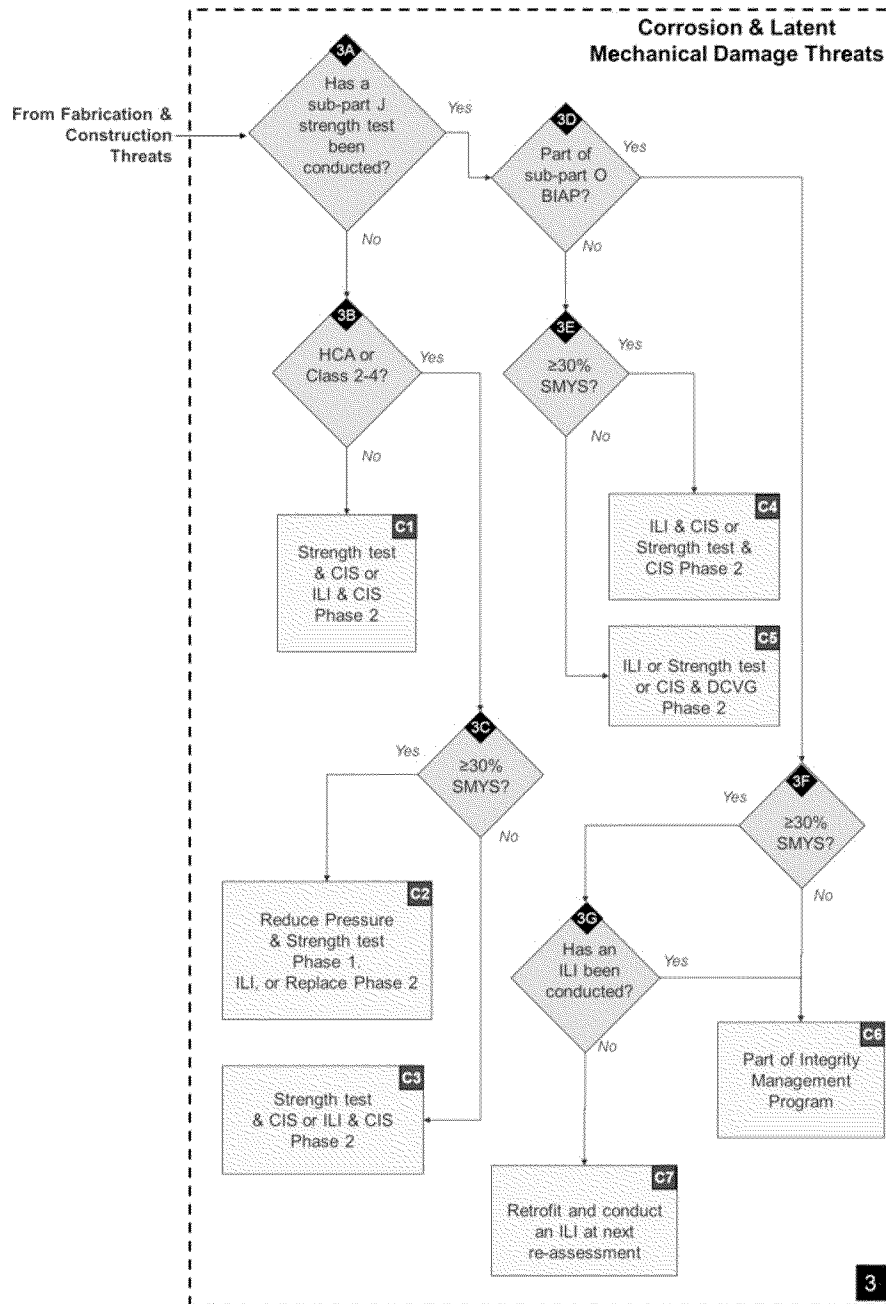 Corrosion & Latent
Mechanical Damage Threats
From Fabrication &
Construction
Threats
3A
Has a
sub-part J
strength test
been
conducted?
Yes
No
3D
Part of
sub-part O
BIAP?
Yes
No
3B
HCA or
Class 2-4?
Yes
No
3E
≥30%
SMYS?
Yes
No
C1
Strength test
& CIS or
ILI & CIS
Phase 2
C4
ILI & CIS or
Strength test &
CIS Phase 2
C5
ILI or Strength test
or CIS & DCVG
Phase 2
3C
≥30%
SMYS?
Yes
No
3F
≥30%
SMYS?
Yes
No
C2
Reduce Pressure
& Strength test
Phase 1.
ILI, or Replace Phase 2
3G
Has an
ILI been
conducted?
Yes
No
C6
Part of Integrity
Management
Program
C3
Strength test
& CIS or ILI & CIS
Phase 2
C7
Retrofit and conduct
an ILI at next
re-assessment
3